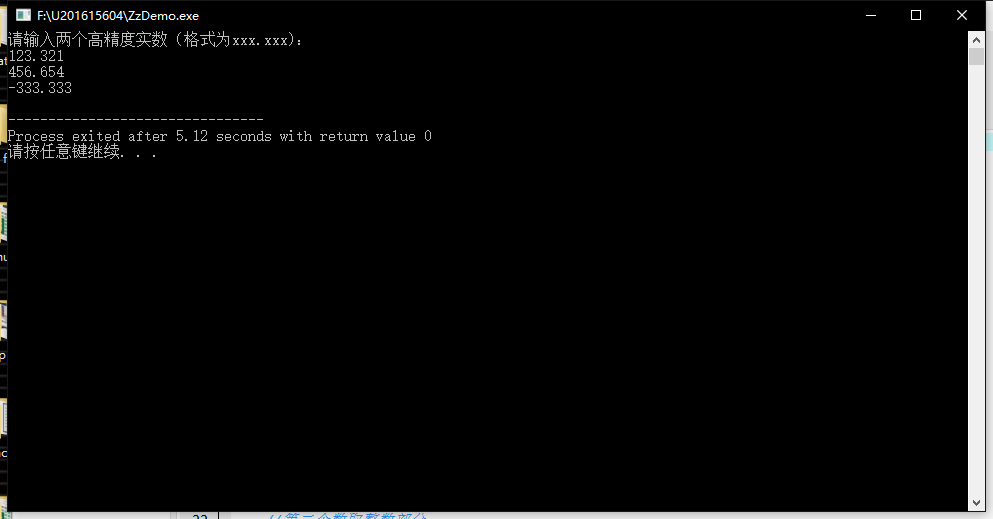 F:\U201615604\ZzDemo.exe
请输入两个高精度实数（格式为xxx.xxx）:
123.321
456.654
-333.333
--------------------------------
Process exited after 5.12 seconds with return value 0
请按任意键继续. . .